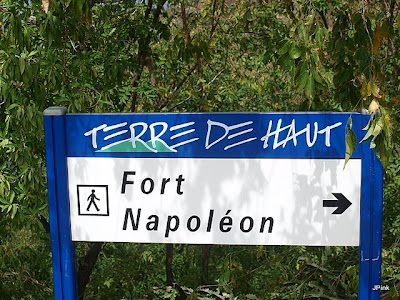 TERRE DE HAUT
Fort
Napoléon
JPink